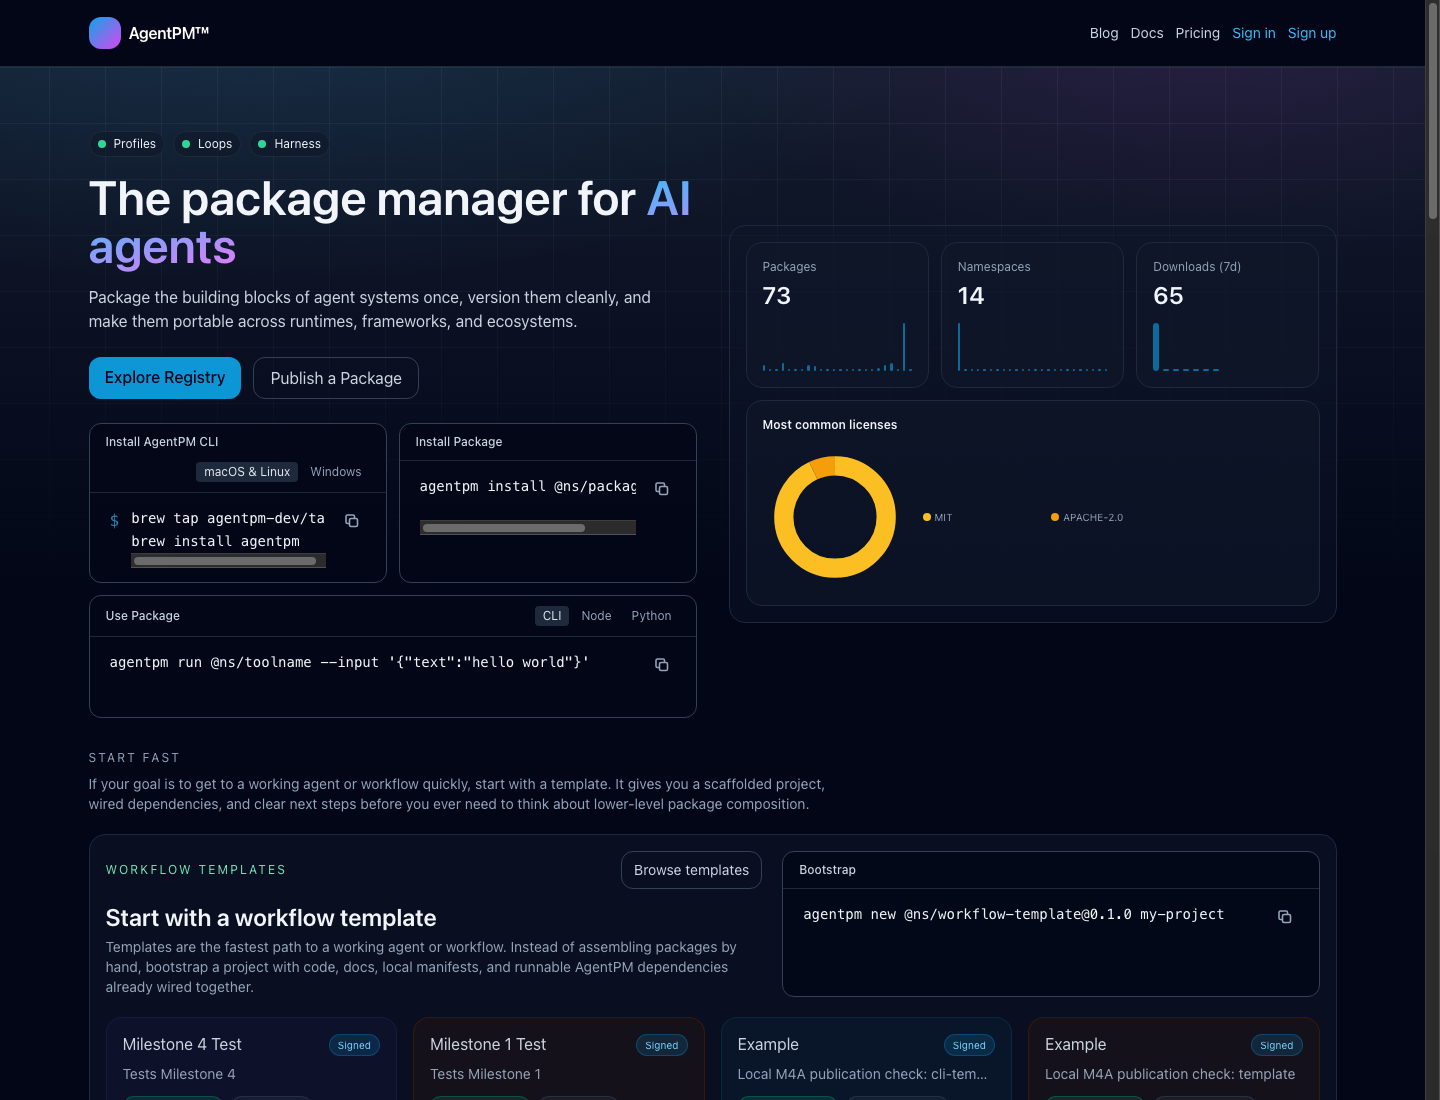 AgentPM™
Blog Docs Pricing Sign in Sign up
Profiles Loops Harness
The package manager for AI
agents
Package the building blocks of agent systems once, version them cleanly, and
make them portable across runtimes, frameworks, and ecosystems.
Explore Registry Publish a Package
Install AgentPM CLI
macOS & Linux Windows
$ brew tap agentpm-dev/ta
brew install agentpm
Install Package
agentpm install @ns/packag
Use Package CLI Node Python
agentpm run @ns/toolname --input '{"text":"hello world"}'
Packages
73
Namespaces
14
Downloads (7d)
65
Most common licenses
MIT APACHE-2.0
START FAST
If your goal is to get to a working agent or workflow quickly, start with a template. It gives you a scaffolded project,
wired dependencies, and clear next steps before you ever need to think about lower-level package composition.
WORKFLOW TEMPLATES Browse templates
Start with a workflow template
Templates are the fastest path to a working agent or workflow. Instead of assembling packages by
hand, bootstrap a project with code, docs, local manifests, and runnable AgentPM dependencies
already wired together.
Bootstrap
agentpm new @ns/workflow-template@0.1.0 my-project
Milestone 4 Test Signed
Tests Milestone 4
Milestone 1 Test Signed
Tests Milestone 1
Example Signed
Local M4A publication check: cli-tem...
Example Signed
Local M4A publication check: template